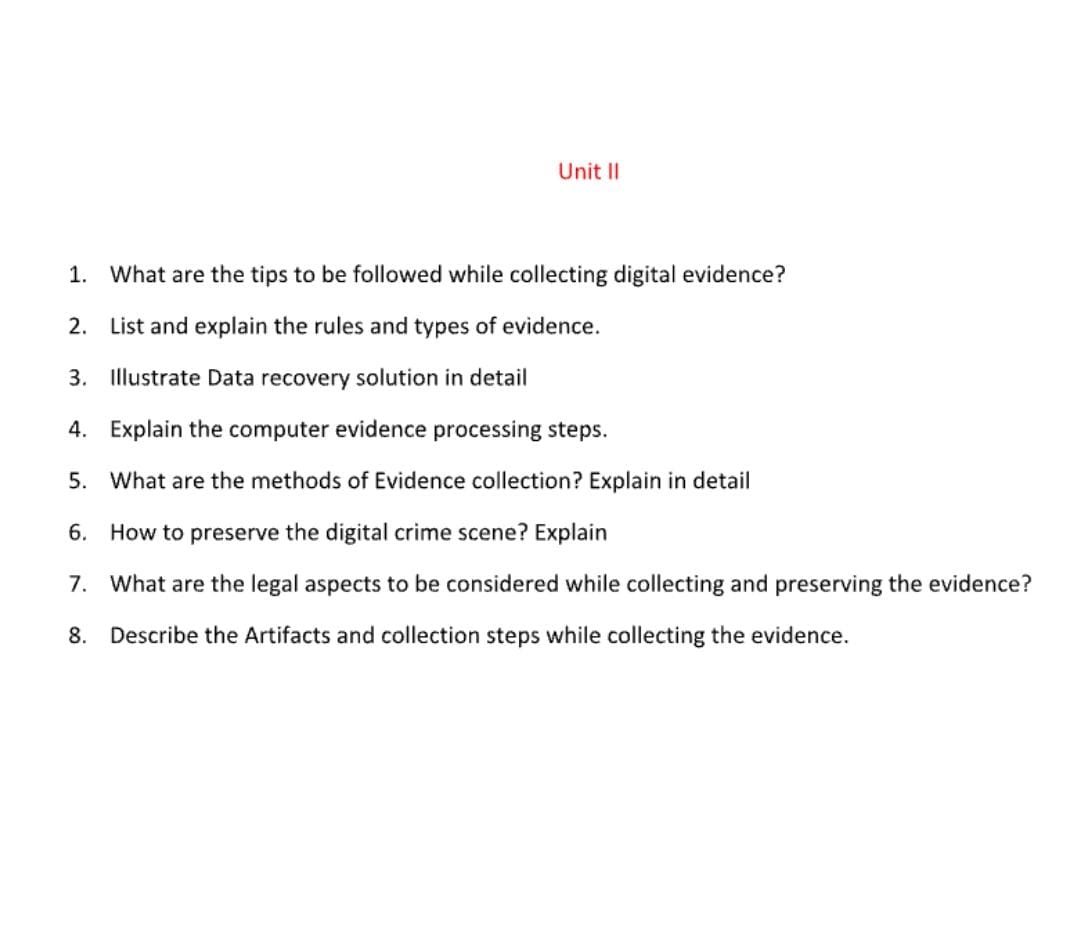 Unit II
1. What are the tips to be followed while collecting digital evidence?
2. List and explain the rules and types of evidence.
3. Illustrate Data recovery solution in detail
4. Explain the computer evidence processing steps.
5. What are the methods of Evidence collection? Explain in detail
6. How to preserve the digital crime scene? Explain
7. What are the legal aspects to be considered while collecting and preserving the evidence?
8. Describe the Artifacts and collection steps while collecting the evidence.